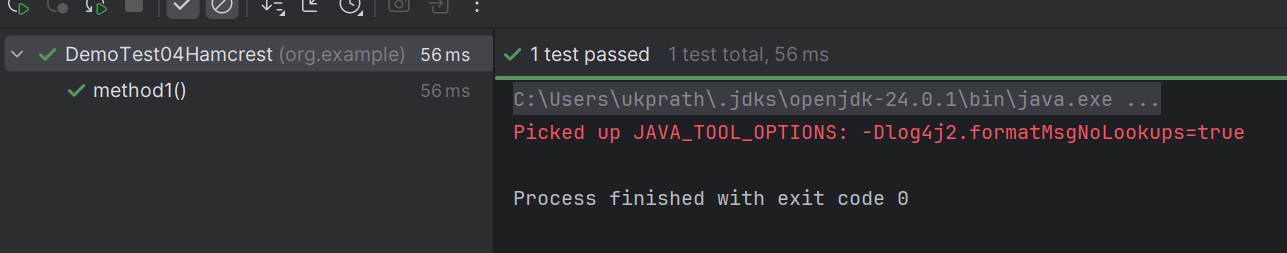 DemoTest04Hamcrest (org.example) 56 ms
method1() 56 ms
1 test passed 1 test total, 56 ms
C:\Users\ukprath\.jdks\openjdk-24.0.1\bin\java.exe ...
Picked up JAVA_TOOL_OPTIONS: -Dlog4j2.formatMsgNoLookups=true
Process finished with exit code 0